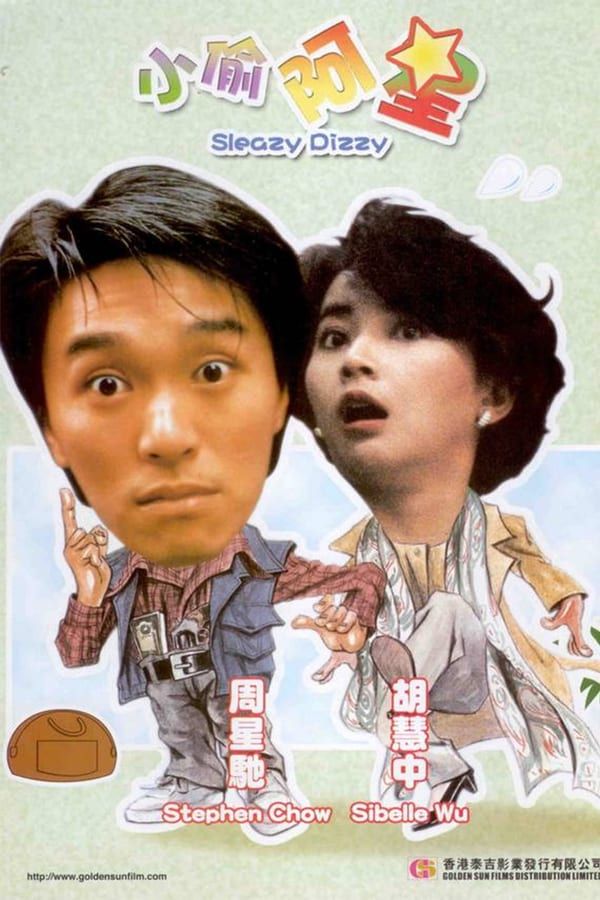 小偷阿星
Sleazy Dizzy
周星馳
胡慧中
Stephen Chow
Sibelle Wu
http://www.goldensunfilm.com
GS
香港泰吉影業發行有限公司
GOLDEN SUN FILMS DISTRIBUTION LIMITED